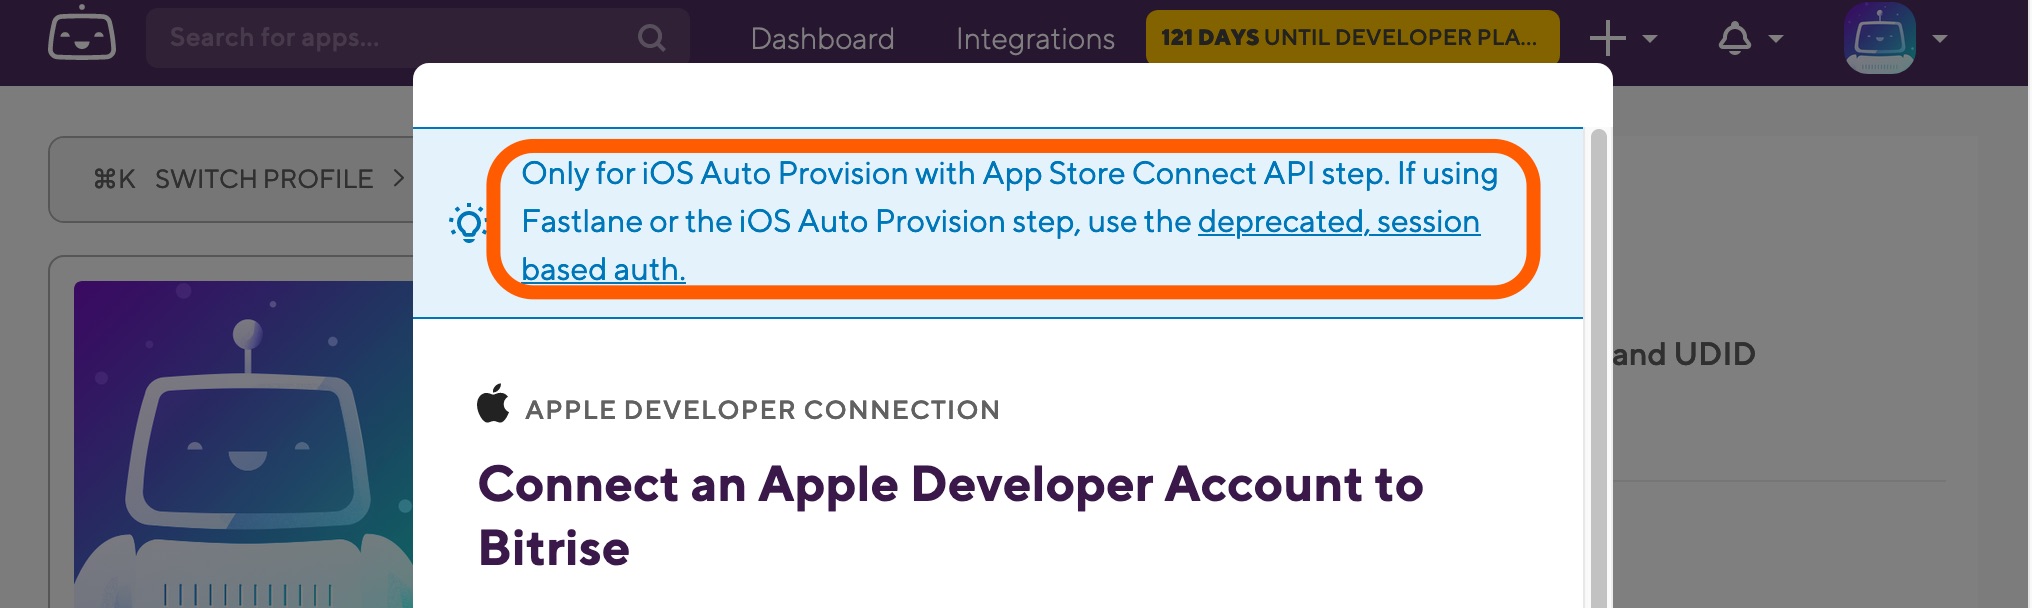 Search for apps...
Dashboard
Integrations
121 DAYS UNTIL DEVELOPER PLA...
⌘K SWITCH PROFILE >
Only for iOS Auto Provision with App Store Connect API step. If using
Fastlane or the iOS Auto Provision step, use the deprecated, session
based auth.
and UDID
APPLE DEVELOPER CONNECTION
Connect an Apple Developer Account to
Bitrise